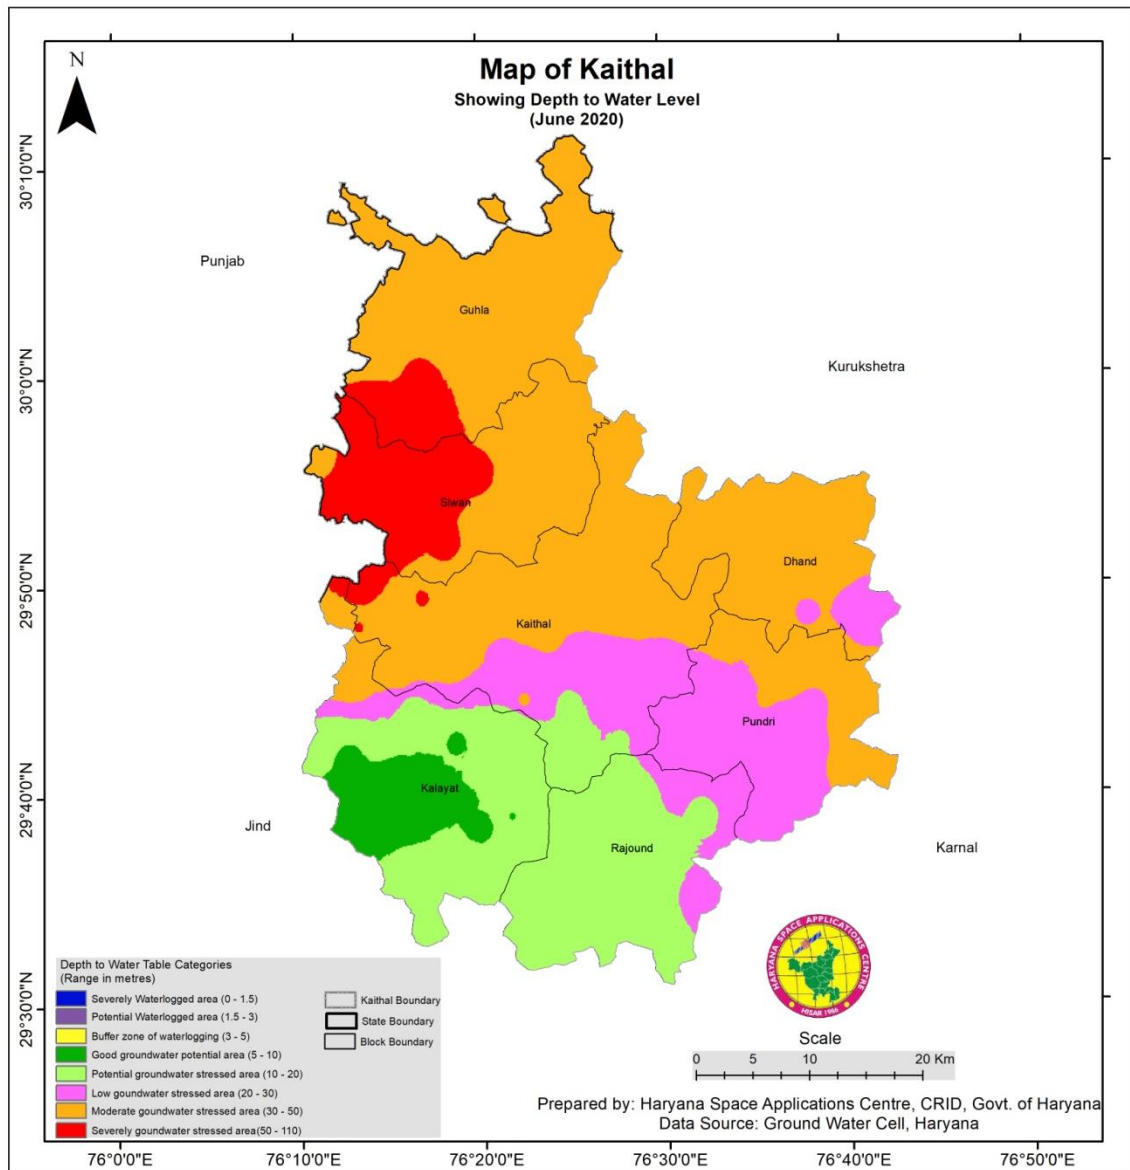 N
Map of Kaithal
Showing Depth to Water Level
(June 2020)
30°10'0"N
30°0'0"N
29°50'0"N
29°40'0"N
29°30'0"N
Punjab
Guhla
Kurukshetra
Siwan
Dhand
Kaithal
Pundri
Kalayat
Jind
Rajound
Karnal
HARYANA SPACE APPLICATIONS CENTRE
HISAR 1986
Depth to Water Table Categories
(Range in metres)
Severely Waterlogged area (0 - 1.5)
Potential Waterlogged area (1.5 - 3)
Buffer zone of waterlogging (3 - 5)
Good groundwater potential area (5 - 10)
Potential groundwater stressed area (10 - 20)
Low goundwater stressed area (20 - 30)
Moderate goundwater stressed area (30 - 50)
Severely goundwater stressed area(50 - 110)
Kaithal Boundary
State Boundary
Block Boundary
Scale
0 5 10 20 Km
Prepared by: Haryana Space Applications Centre, CRID, Govt. of Haryana
Data Source: Ground Water Cell, Haryana
76°0'0"E 76°10'0"E 76°20'0"E 76°30'0"E 76°40'0"E 76°50'0"E